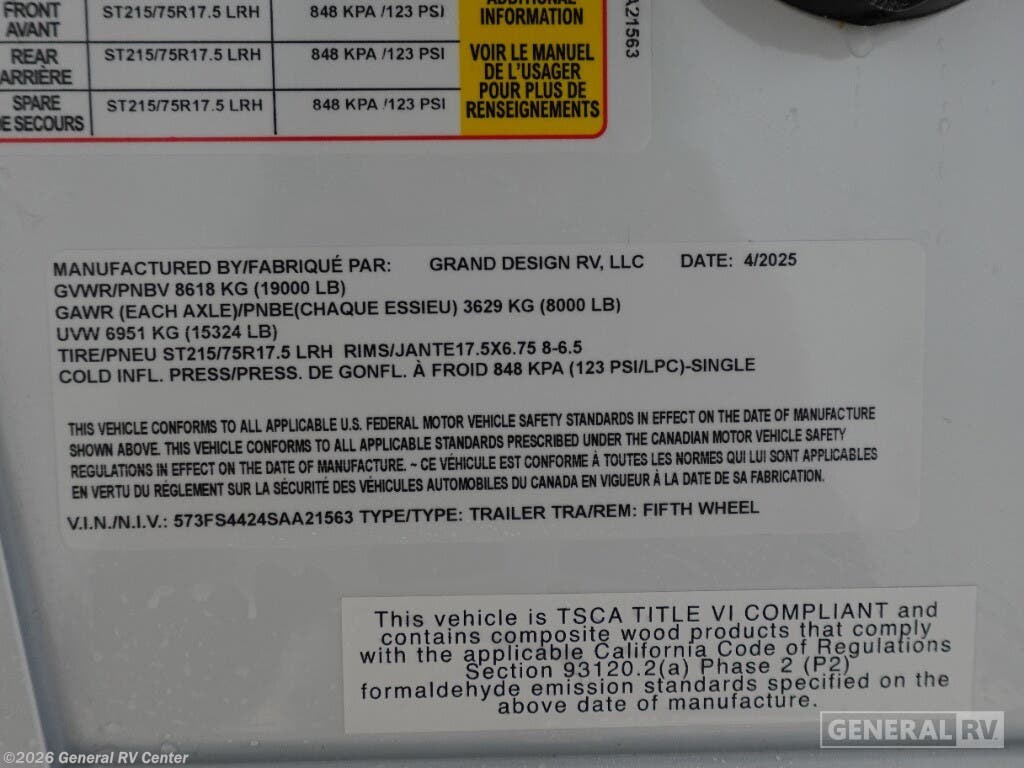 FRONT
AVANT
ST215/75R17.5 LRH
848 KPA /123 PSI
ADDITIONAL
INFORMATION
REAR
ARRIÈRE
ST215/75R17.5 LRH
848 KPA /123 PSI
VOIR LE MANUEL
DE L'USAGER
POUR PLUS DE
RENSEIGNEMENTS
SPARE
DE SECOURS
ST215/75R17.5 LRH
848 KPA /123 PSI
A21563
MANUFACTURED BY/FABRIQUÉ PAR: GRAND DESIGN RV, LLC DATE: 4/2025
GVWR/PNBV 8618 KG (19000 LB)
GAWR (EACH AXLE)/PNBE(CHAQUE ESSIEU) 3629 KG (8000 LB)
UVW 6951 KG (15324 LB)
TIRE/PNEU ST215/75R17.5 LRH RIMS/JANTE17.5X6.75 8-6.5
COLD INFL. PRESS/PRESS. DE GONFL. À FROID 848 KPA (123 PSI/LPC)-SINGLE
THIS VEHICLE CONFORMS TO ALL APPLICABLE U.S. FEDERAL MOTOR VEHICLE SAFETY STANDARDS IN EFFECT ON THE DATE OF MANUFACTURE
SHOWN ABOVE. THIS VEHICLE CONFORMS TO ALL APPLICABLE STANDARDS PRESCRIBED UNDER THE CANADIAN MOTOR VEHICLE SAFETY
REGULATIONS IN EFFECT ON THE DATE OF MANUFACTURE. ~ CE VÉHICULE EST CONFORME À TOUTES LES NORMES QUI LUI SONT APPLICABLES
EN VERTU DU RÉGLEMENT SUR LA SÉCURITÉ DES VÉHICULES AUTOMOBILES DU CANADA EN VIGUEUR À LA DATE DE SA FABRICATION.
V.I.N./N.I.V.: 573FS4424SAA21563 TYPE/TYPE: TRAILER TRA/REM: FIFTH WHEEL
This vehicle is TSCA TITLE VI COMPLIANT and
contains composite wood products that comply
with the applicable California Code of Regulations
Section 93120.2(a) Phase 2 (P2)
formaldehyde emission standards specified on the
above date of manufacture.
GENERAL RV
©2026 General RV Center